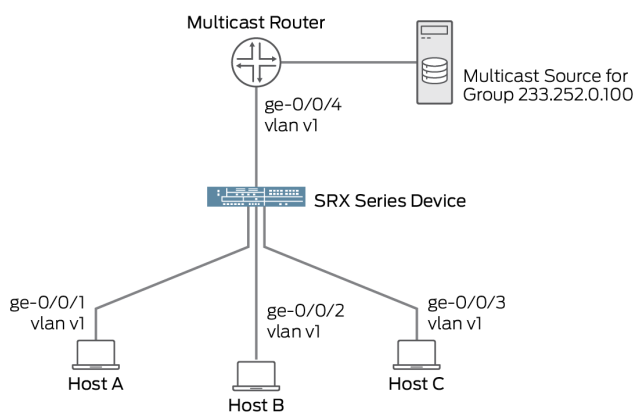 Multicast Router
Multicast Source for
Group 233.252.0.100
ge-0/0/4
vlan v1
SRX Series Device
ge-0/0/1
vlan v1
ge-0/0/2
vlan v1
ge-0/0/3
vlan v1
Host A
Host B
Host C